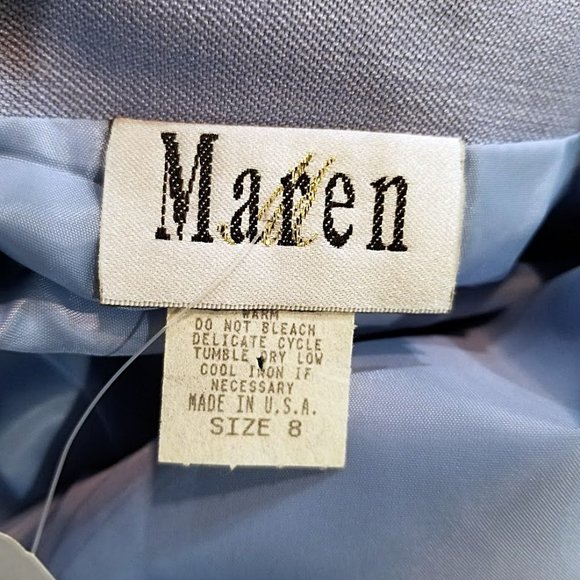 Maren
WARM
DO NOT BLEACH
DELICATE CYCLE
TUMBLE DRY LOW
COOL IRON IF
NECESSARY
MADE IN U.S.A.
SIZE 8